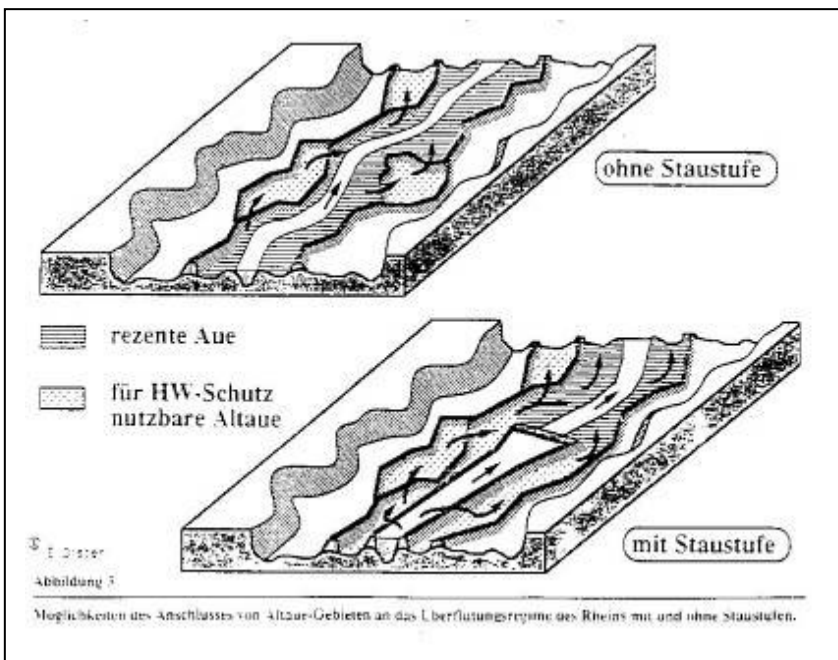 ohne Staustufe
rezente Aue
für HW-Schutz
nutzbare Altaue
mit Staustufe
Abbildung 3
Möglichkeiten des Anschlusses von Altaue-Gebieten an das Überflutungsregime des Rheins mit und ohne Staustufen.